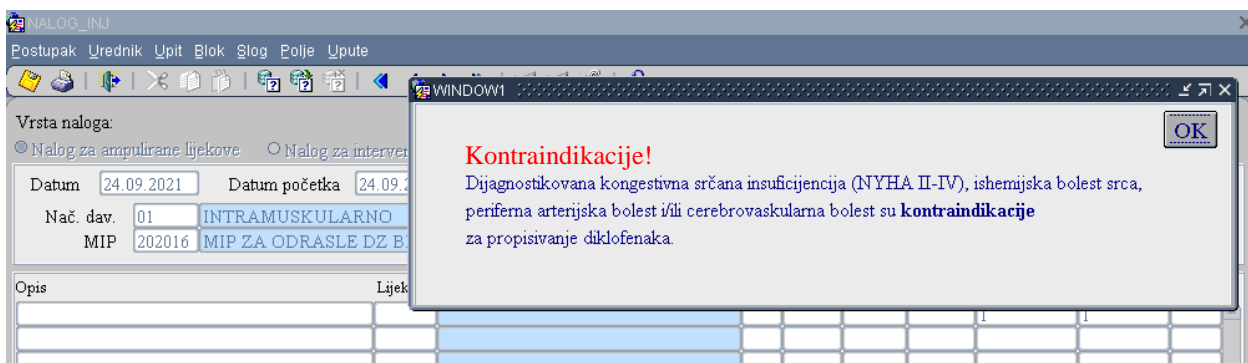 NALOG_INJ
Postupak Urednik Upit Blok Slog Polje Upute
WINDOW1
OK
Vrsta naloga:
Nalog za ampulirane lijekove Nalog za
Kontraindikacije!
Dijagnostikovana kongestivna srčana insuficijencija (NYHA II-IV), ishemijska bolest srca,
periferna arterijska bolest i/ili cerebrovaskularna bolest su kontraindikacije
za propisivanje diklofenaka.
Datum 24.09.2021 Datum početka 24.09.2
Nač. dav. 01 INTRAMUSKULARNO
MIP 202016 MIP ZA ODRASLE DZ
Opis Lijek
1 1